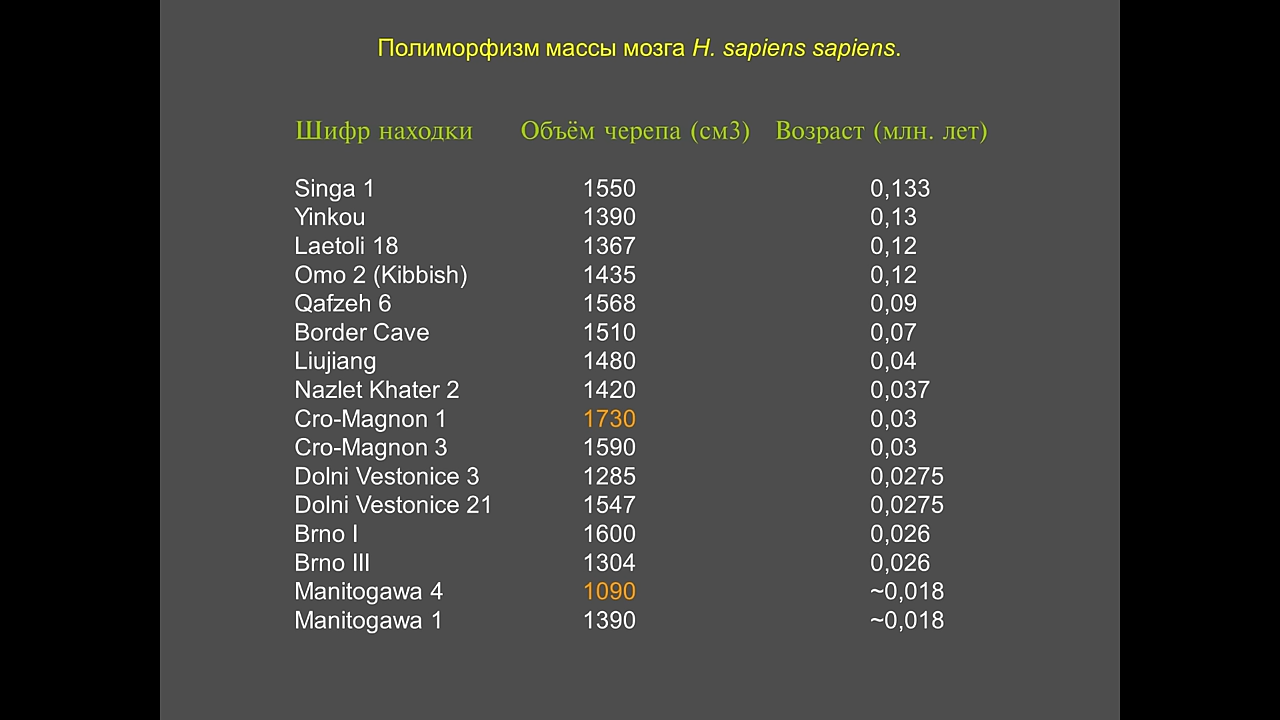 Полиморфизм массы мозга H. sapiens sapiens.
Шифр находки Объём черепа (см3) Возраст (млн. лет)
Singa 1 1550 0,133
Yinkou 1390 0,13
Laetoli 18 1367 0,12
Omo 2 (Kibbish) 1435 0,12
Qafzeh 6 1568 0,09
Border Cave 1510 0,07
Liujiang 1480 0,04
Nazlet Khater 2 1420 0,037
Cro-Magnon 1 1730 0,03
Cro-Magnon 3 1590 0,03
Dolni Vestonice 3 1285 0,0275
Dolni Vestonice 21 1547 0,0275
Brno I 1600 0,026
Brno III 1304 0,026
Manitogawa 4 1090 ~0,018
Manitogawa 1 1390 ~0,018